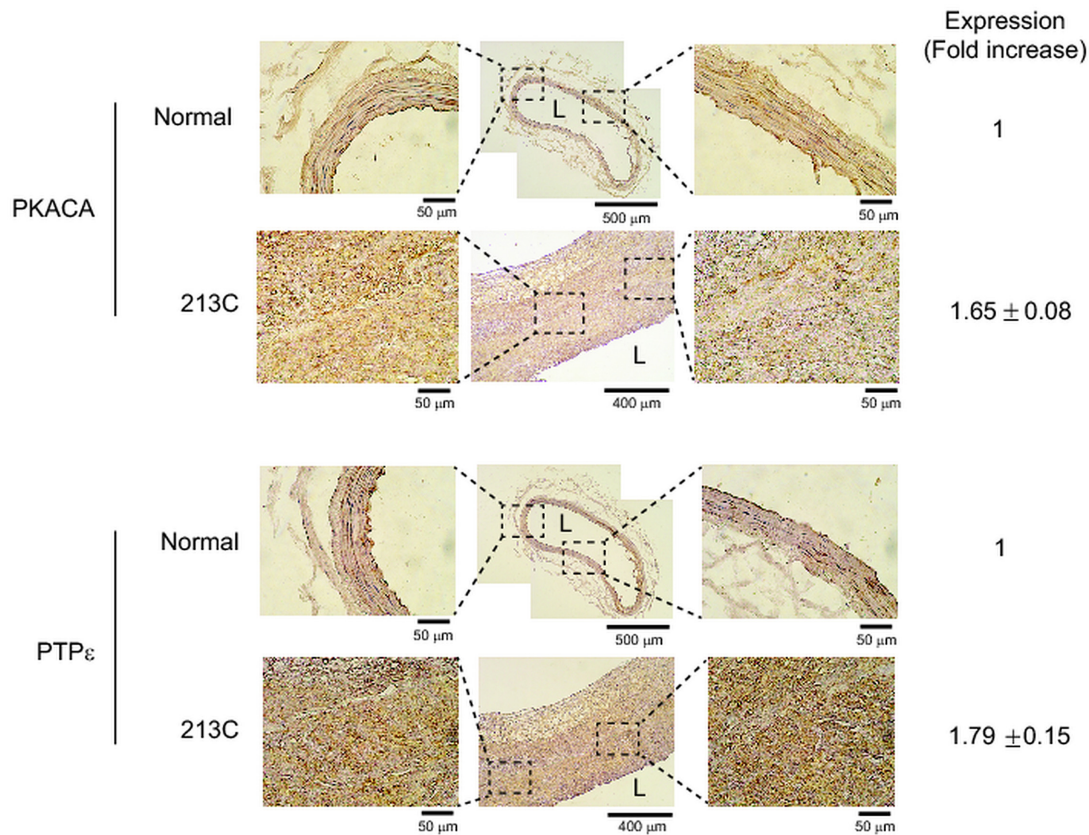 Expression
(Fold increase)
Normal
L
1
50 μm
500 μm
50 μm
PKACA
213C
L
1.65 ± 0.08
50 μm
400 μm
50 μm
Normal
L
1
50 μm
500 μm
50 μm
PTPε
213C
L
1.79 ±0.15
50 μm
400 μm
50 μm